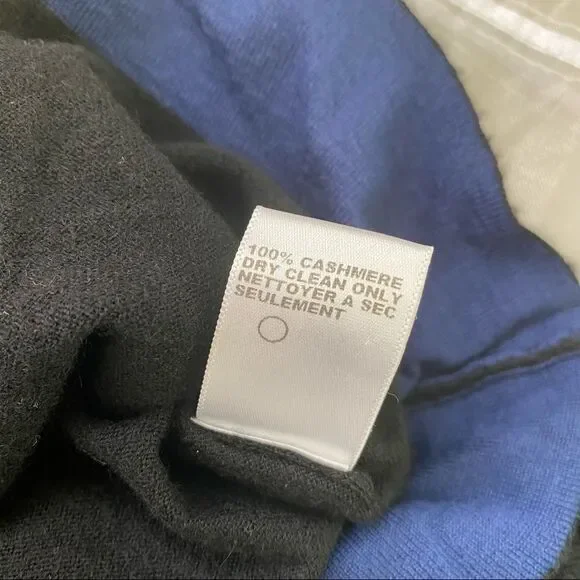 100% CASHMERE
DRY CLEAN ONLY
NETTOYER A SEC
SEULEMENT